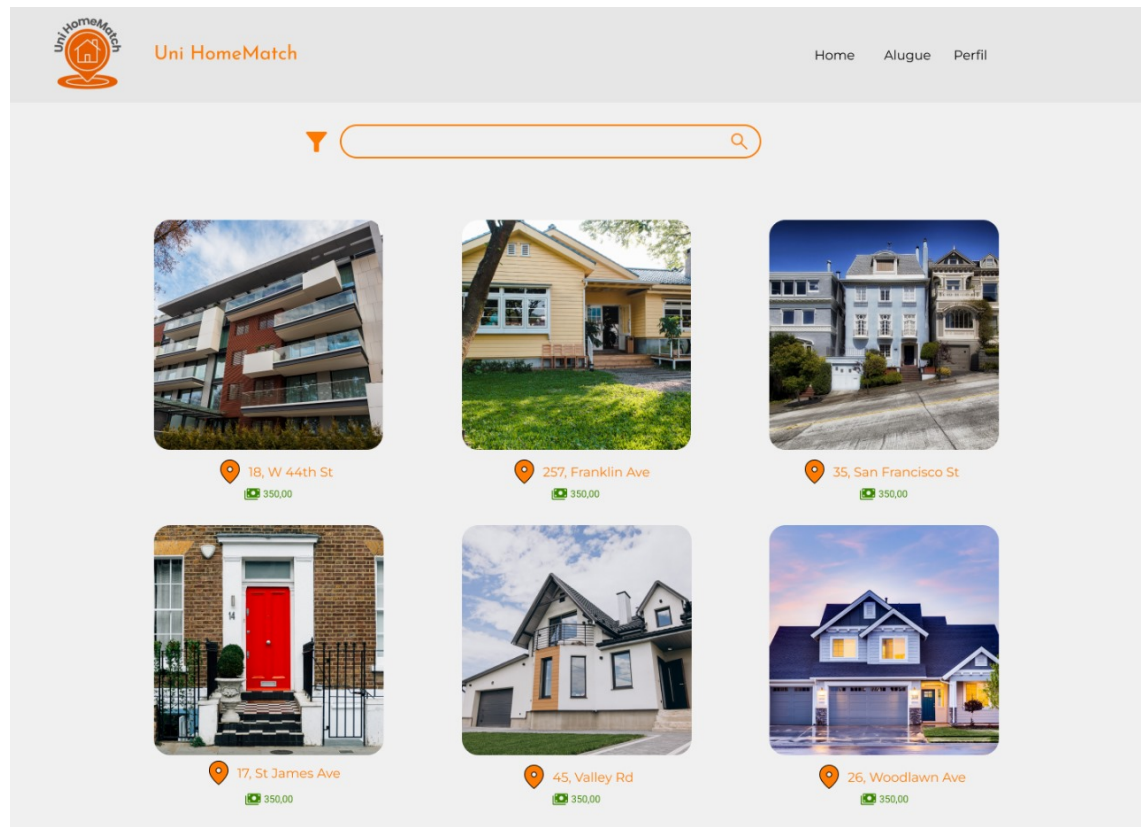 Uni HomeMatch
Uni HomeMatch
Home Alugue Perfil
18, W 44th St
257, Franklin Ave
35, San Francisco St
350,00
350,00
350,00
14
17, St James Ave
45, Valley Rd
26, Woodlawn Ave
350,00
350,00
350,00